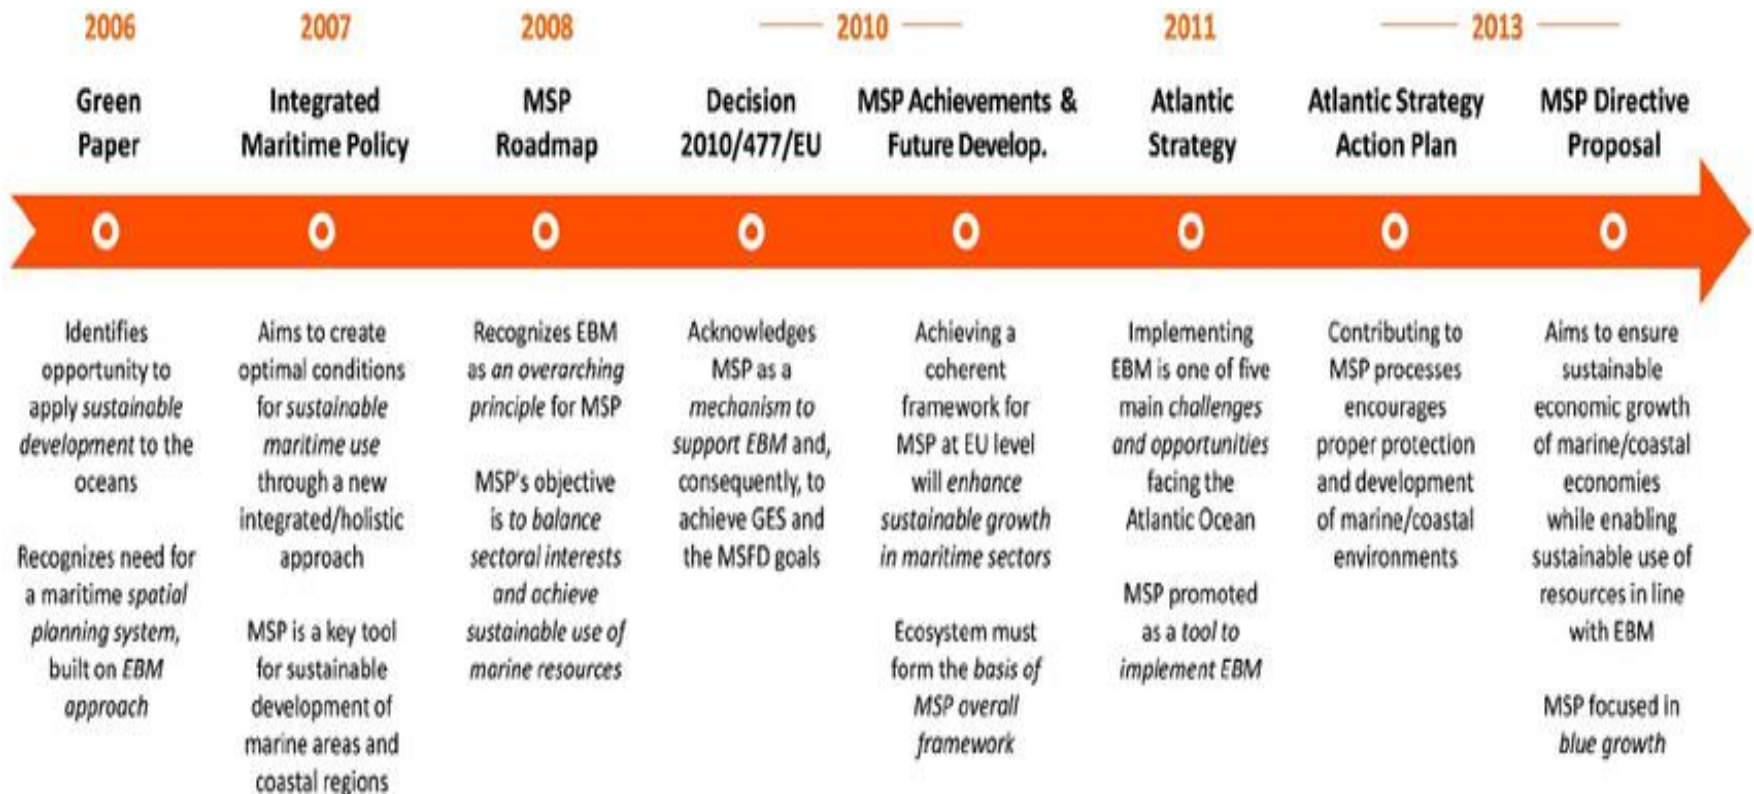 2006
2007
2008
2010
2011
2013
Green
Paper
Integrated
Maritime Policy
MSP
Roadmap
Decision
2010/477/EU
MSP Achievements &
Future Develop.
Atlantic
Strategy
Atlantic Strategy
Action Plan
MSP Directive
Proposal
Identifies
opportunity to
apply sustainable
development to the
oceans
Recognizes need for
a maritime spatial
planning system,
built on EBM
approach
Aims to create
optimal conditions
for sustainable
maritime use
through a new
integrated/holistic
approach
MSP is a key tool
for sustainable
development of
marine areas and
coastal regions
Recognizes EBM
as an overarching
principle for MSP
MSP's objective
is to balance
sectoral interests
and achieve
sustainable use of
marine resources
Acknowledges
MSP as a
mechanism to
support EBM and,
consequently, to
achieve GES and
the MSFD goals
Achieving a
coherent
framework for
MSP at EU level
will enhance
sustainable growth
in maritime sectors
Ecosystem must
form the basis of
MSP overall
framework
Implementing
EBM is one of five
main challenges
and opportunities
facing the
Atlantic Ocean
MSP promoted
as a tool to
implement EBM
Contributing to
MSP processes
encourages
proper protection
and development
of marine/coastal
environments
Aims to ensure
sustainable
economic growth
of marine/coastal
economies
while enabling
sustainable use of
resources in line
with EBM
MSP focused in
blue growth